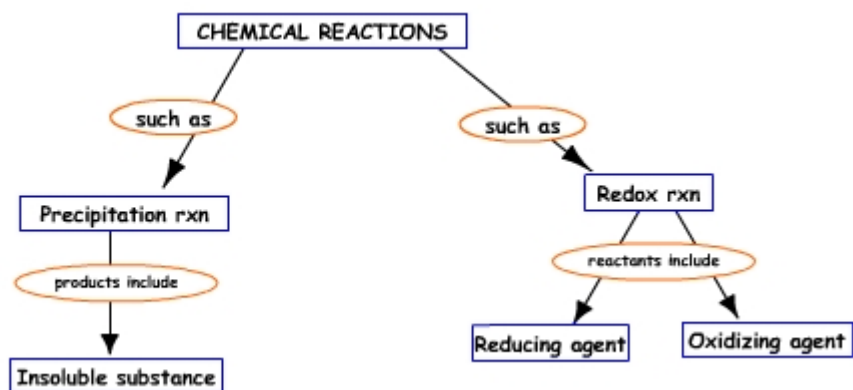 CHEMICAL REACTIONS
such as
such as
Precipitation rxn
Redox rxn
products include
reactants include
Insoluble substance
Reducing agent
Oxidizing agent